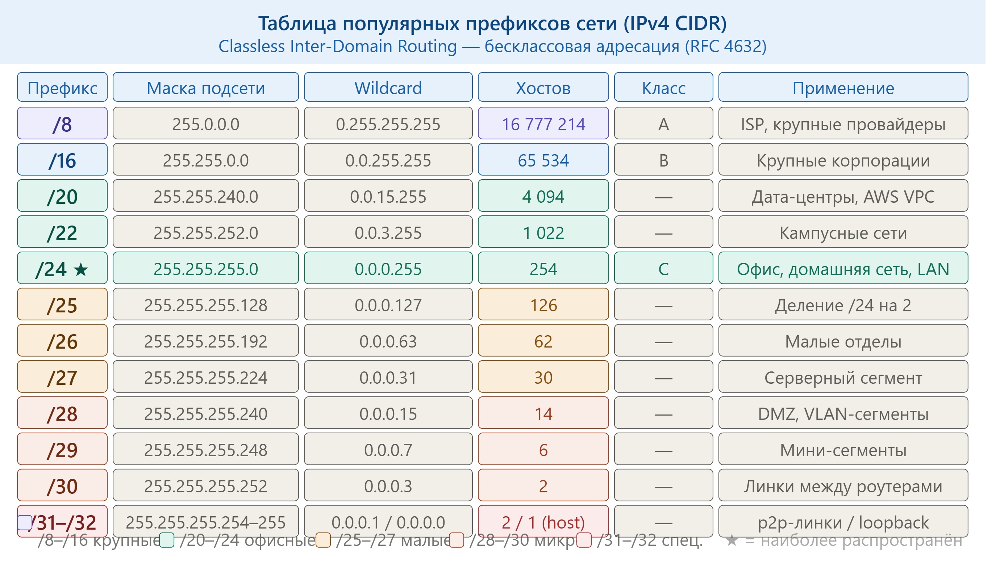 Таблица популярных префиксов сети (IPv4 CIDR)
Classless Inter-Domain Routing — бесклассовая адресация (RFC 4632)
Префикс Маска подсети Wildcard Хостов Класс Применение
/8 255.0.0.0 0.255.255.255 16 777 214 A ISP, крупные провайдеры
/16 255.255.0.0 0.0.255.255 65 534 B Крупные корпорации
/20 255.255.240.0 0.0.15.255 4 094 — Дата-центры, AWS VPC
/22 255.255.252.0 0.0.3.255 1 022 — Кампусные сети
/24 ★ 255.255.255.0 0.0.0.255 254 C Офис, домашняя сеть, LAN
/25 255.255.255.128 0.0.0.127 126 — Деление /24 на 2
/26 255.255.255.192 0.0.0.63 62 — Малые отделы
/27 255.255.255.224 0.0.0.31 30 — Серверный сегмент
/28 255.255.255.240 0.0.0.15 14 — DMZ, VLAN-сегменты
/29 255.255.255.248 0.0.0.7 6 — Мини-сегменты
/30 255.255.255.252 0.0.0.3 2 — Линки между роутерами
/31–/32 255.255.255.254–255 0.0.0.1 / 0.0.0.0 2 / 1 (host) — p2p-линки / loopback
/8–/16 крупные /20–/24 офисные /25–/27 малые /28–/30 микро /31–/32 спец. ★ = наиболее распространён